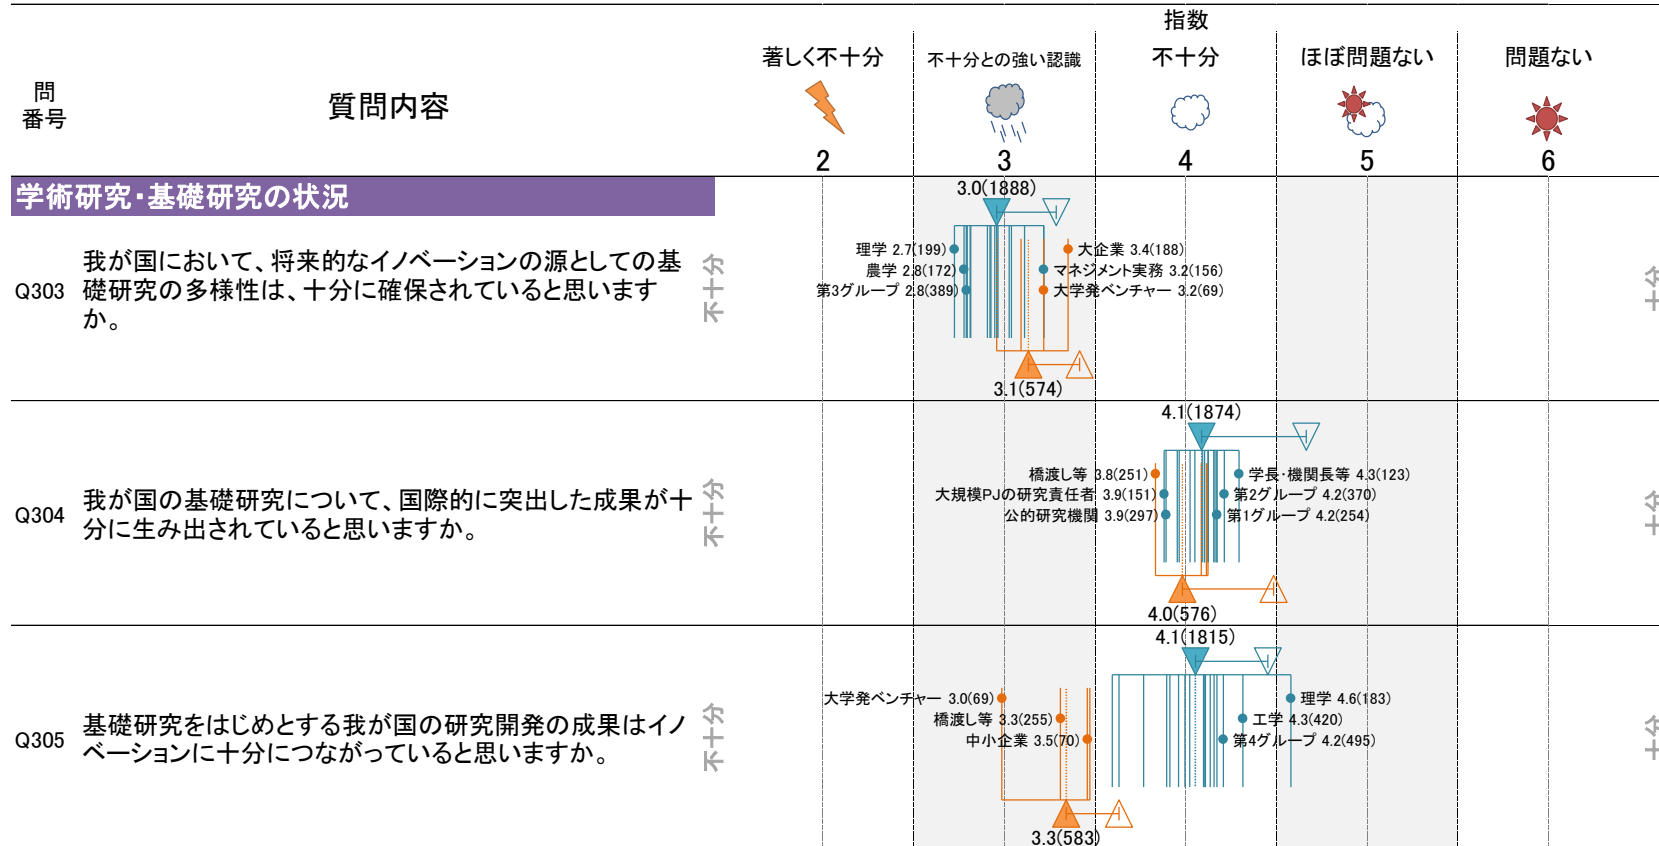 指数
著しく不十分
不十分との強い認識
不十分
ほぼ問題ない
問題ない
問
番号
質問内容
2
3
4
5
6
学術研究・基礎研究の状況
Q303
我が国において、将来的なイノベーションの源としての基
礎研究の多様性は、十分に確保されていると思います
か。
不十分
十分
3.0(1888)
理学 2.7(199)
農学 2.8(172)
第3グループ 2.8(389)
大企業 3.4(188)
マネジメント実務 3.2(156)
大学発ベンチャー 3.2(69)
3.1(574)
Q304
我が国の基礎研究について、国際的に突出した成果が十
分に生み出されていると思いますか。
不十分
十分
4.1(1874)
橋渡し等 3.8(251)
大規模PJの研究責任者 3.9(151)
公的研究機関 3.9(297)
学長・機関長等 4.3(123)
第2グループ 4.2(370)
第1グループ 4.2(254)
4.0(576)
Q305
基礎研究をはじめとする我が国の研究開発の成果はイノ
ベーションに十分につながっていると思いますか。
不十分
十分
4.1(1815)
大学発ベンチャー 3.0(69)
橋渡し等 3.3(255)
中小企業 3.5(70)
理学 4.6(183)
工学 4.3(420)
第4グループ 4.2(495)
3.3(583)